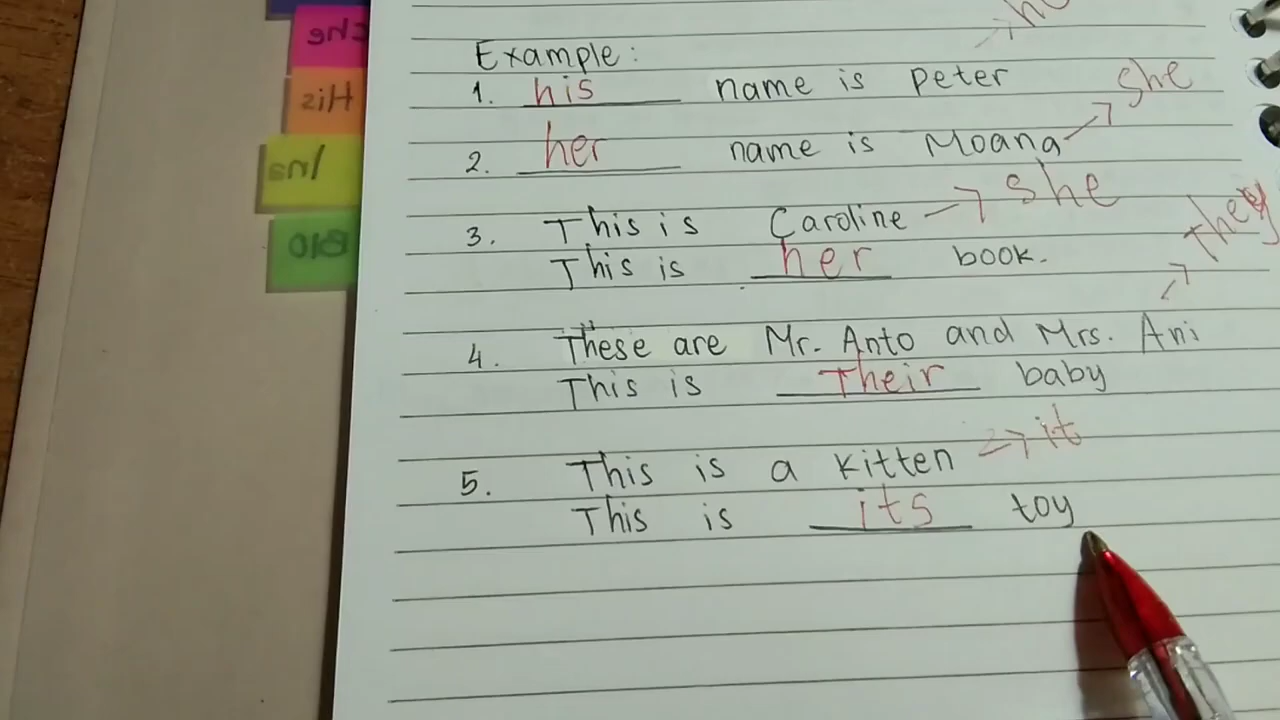 Example:
1. his name is Peter
2. her name is Moana → she
3. This is Caroline → she
This is her book.
4. These are Mr. Anto and Mrs. Ani → They
This is Their baby
5. This is a kitten → it
This is its toy
His